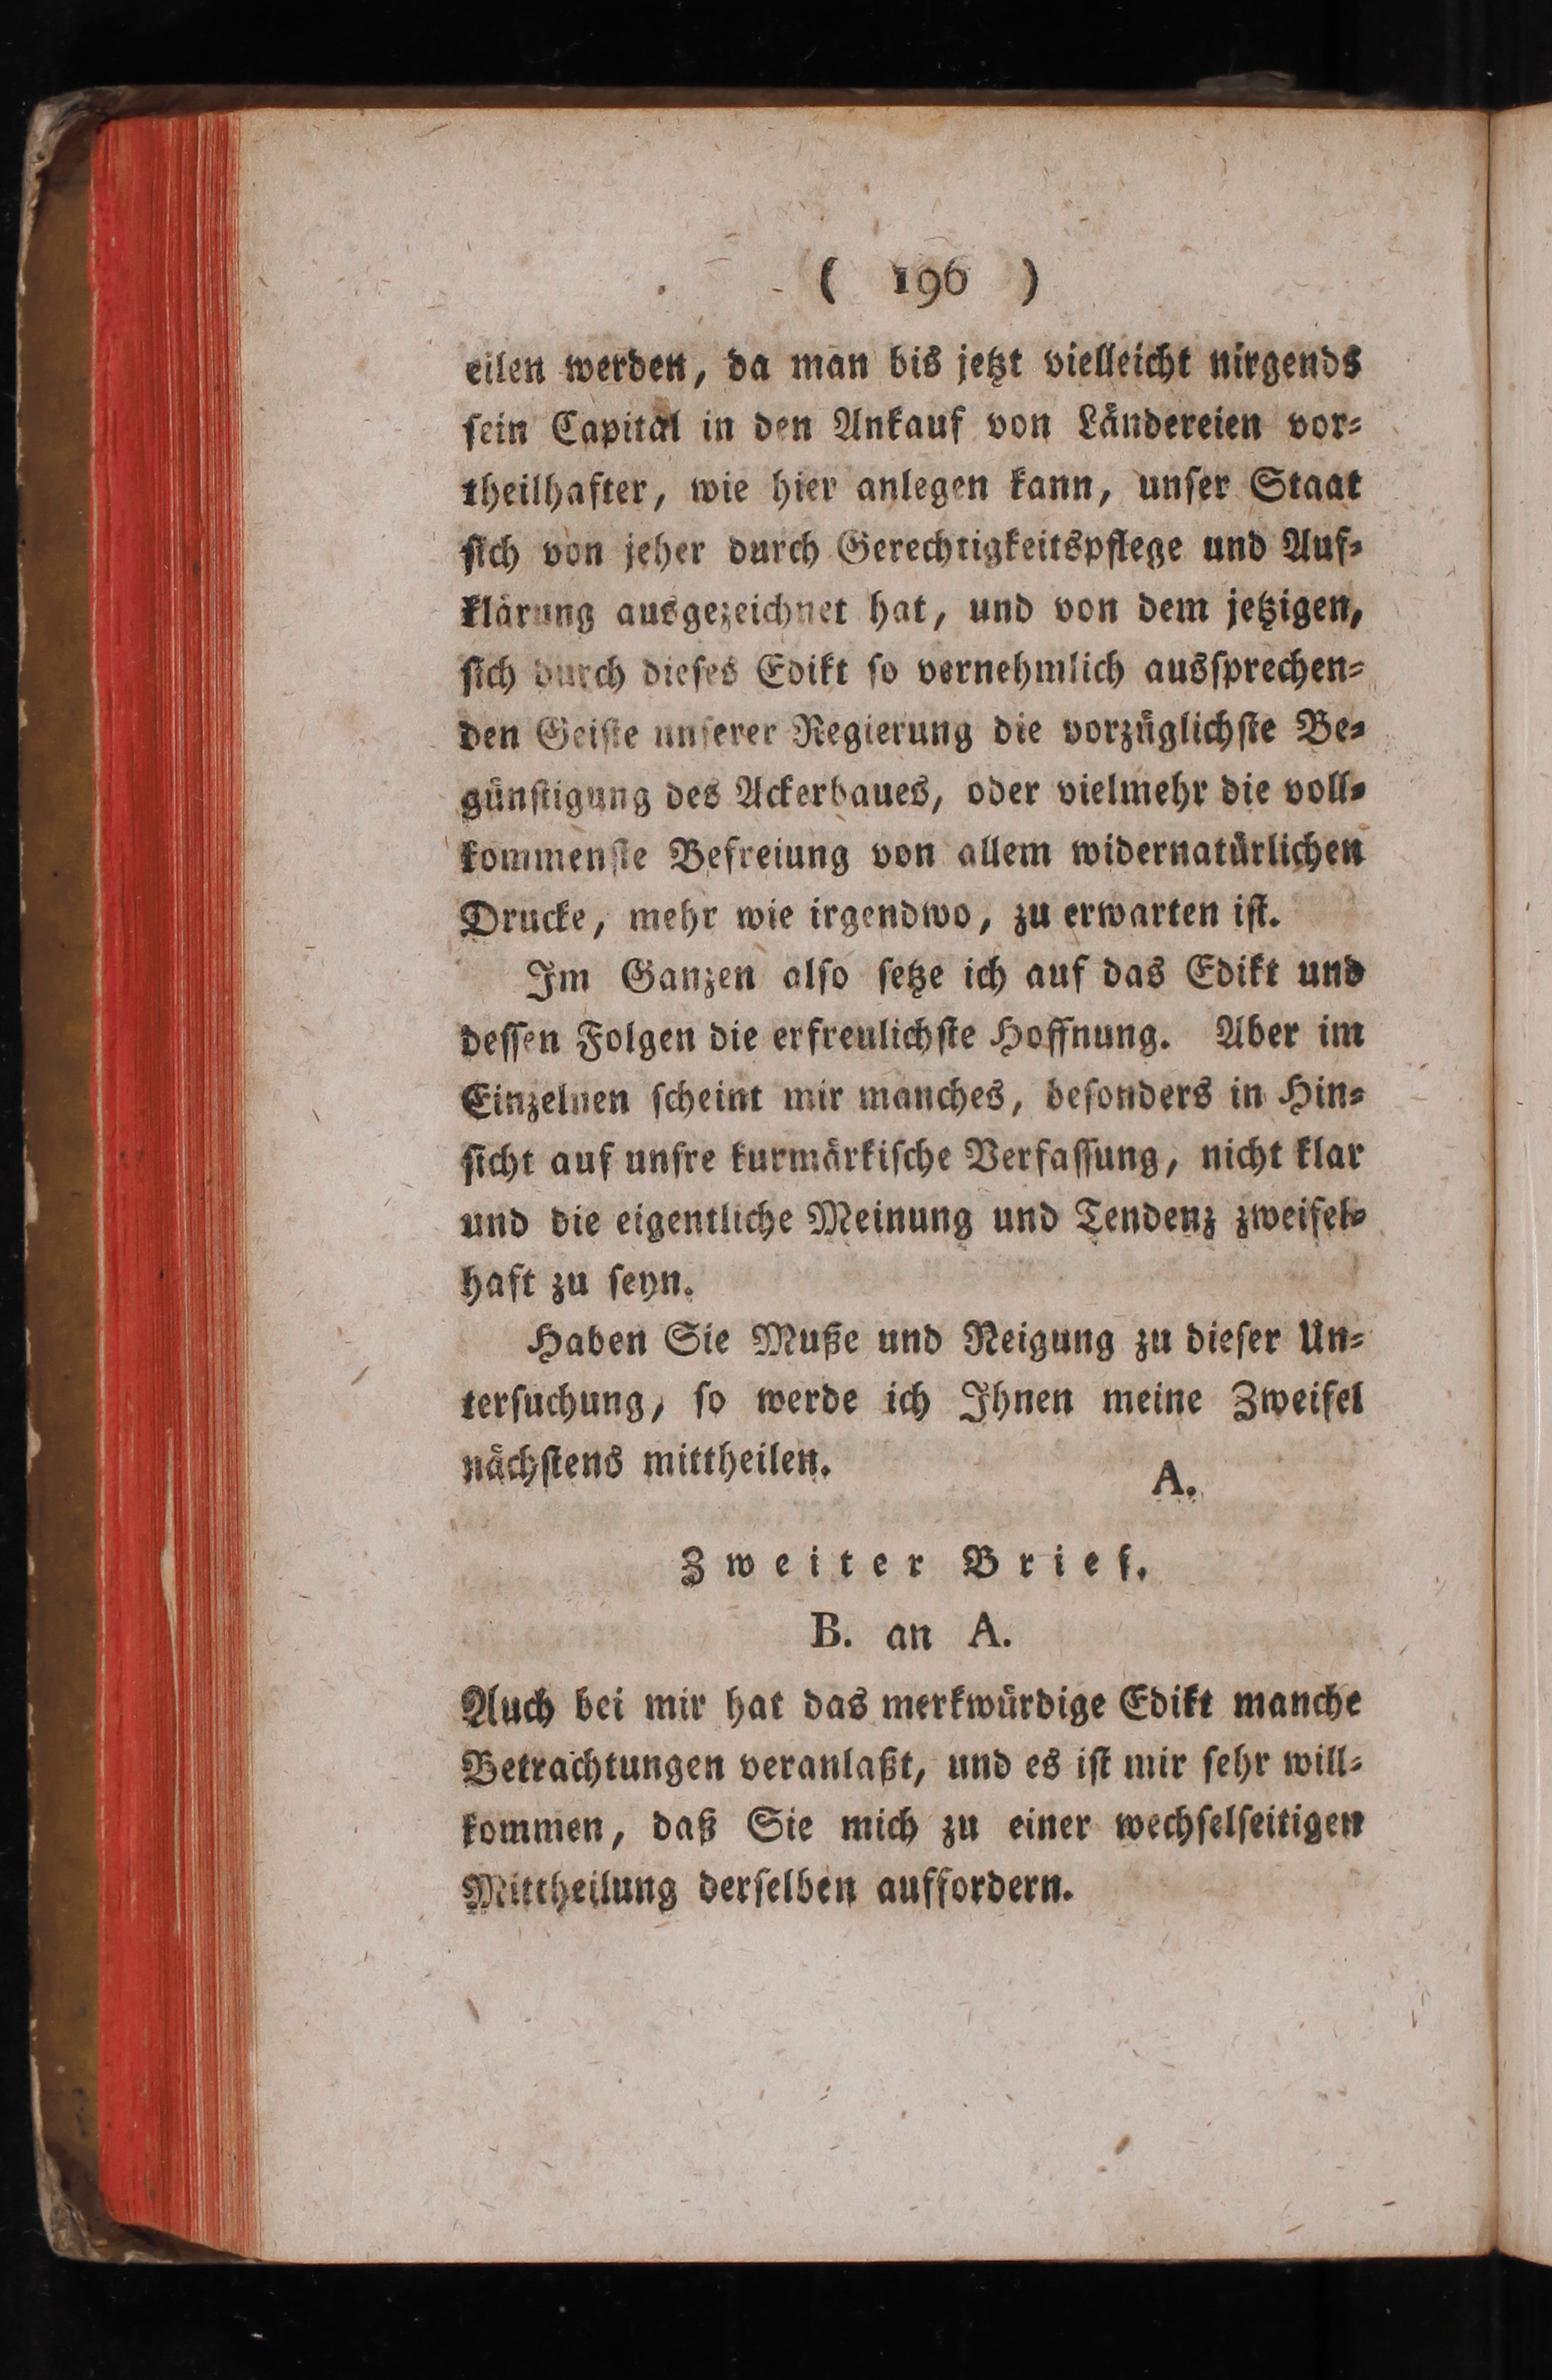 ( 196 )
eilen werden, da man bis jetzt vielleicht nirgends
ſein Capital in den Ankauf von Ländereien vor⸗
theilhafter, wie hier anlegen kann, unſer Staat
ſich von jeher durch Gerechtigkeitspflege und Auf⸗
klärung ausgezeichnet hat, und von dem jetzigen,
ſich durch dieſes Edikt ſo vernehmlich ausſprechen⸗
den Geiſte unſerer Regierung die vorzüglichſte Be⸗
günſtigung des Ackerbaues, oder vielmehr die voll⸗
kommenſte Befreiung von allem widernatürlichen
Drucke, mehr wie irgendwo, zu erwarten iſt.
Im Ganzen alſo ſetze ich auf das Edikt und
deſſen Folgen die erfreulichſte Hoffnung. Aber im
Einzelnen ſcheint mir manches, beſonders in Hin⸗
ſicht auf unſre kurmärkiſche Verfaſſung, nicht klar
und die eigentliche Meinung und Tendenz zweifel⸗
haft zu ſeyn.
Haben Sie Muße und Neigung zu dieſer Un⸗
terſuchung, ſo werde ich Ihnen meine Zweifel
nächſtens mittheilen.
A.
Zweiter Brief.
B. an A.
Auch bei mir hat das merkwürdige Edikt manche
Betrachtungen veranlaßt, und es iſt mir ſehr will⸗
kommen, daß Sie mich zu einer wechſelſeitigen
Mittheilung derſelben auffordern.